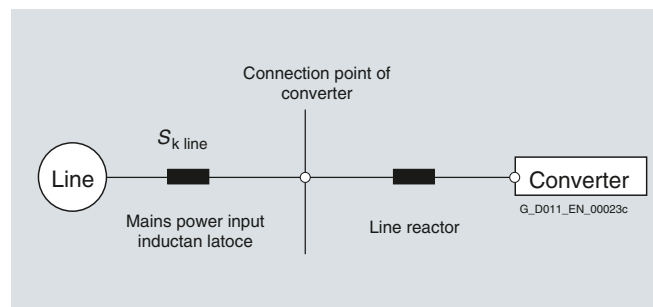 Connection point of
converter
S k line
Line
Converter
G_D011_EN_00023c
Mains power input
inductan latoce
Line reactor